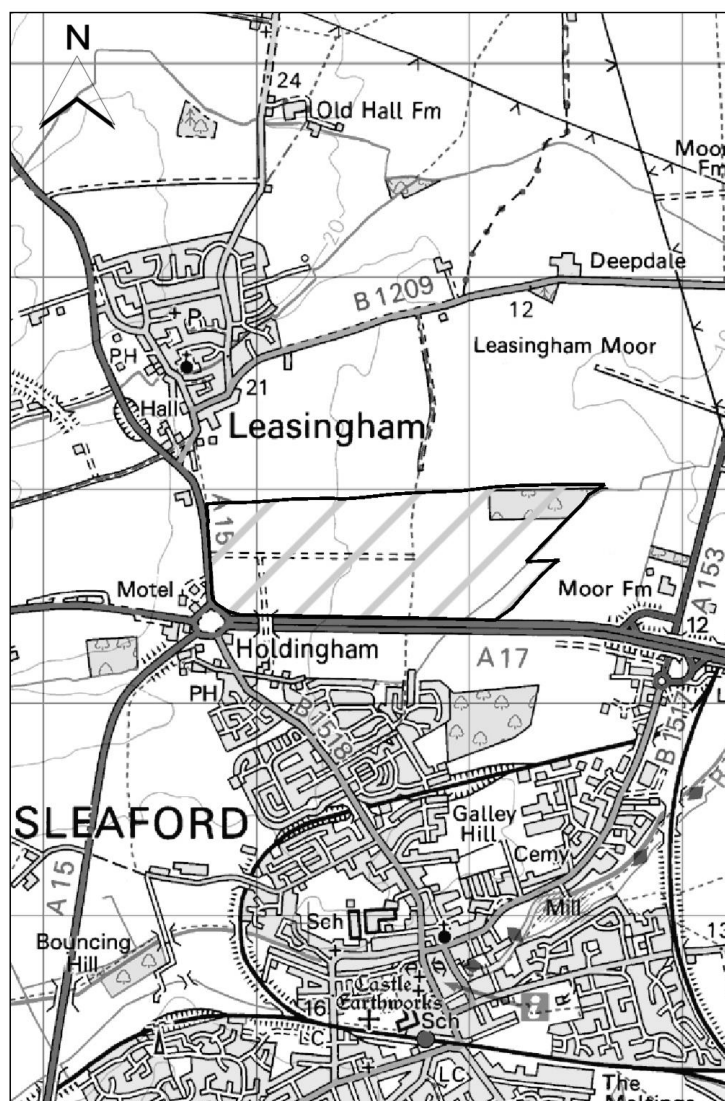 N
24
Old Hall Fm
Moor
Fm
20
Deepdale
B 1209
12
P
PH
Leasingham Moor
21
Hall
Leasingham
A 15
A 153
Motel
Moor Fm
12
Holdingham
A 17
PH
B 1518
B 1517
SLEAFORD
Galley
Hill
Cemy
A 15
Mill
Sch
Bouncing
Hill
13
Castle
Earthworks
16
Sch
R
LC
LC
The
Maltings